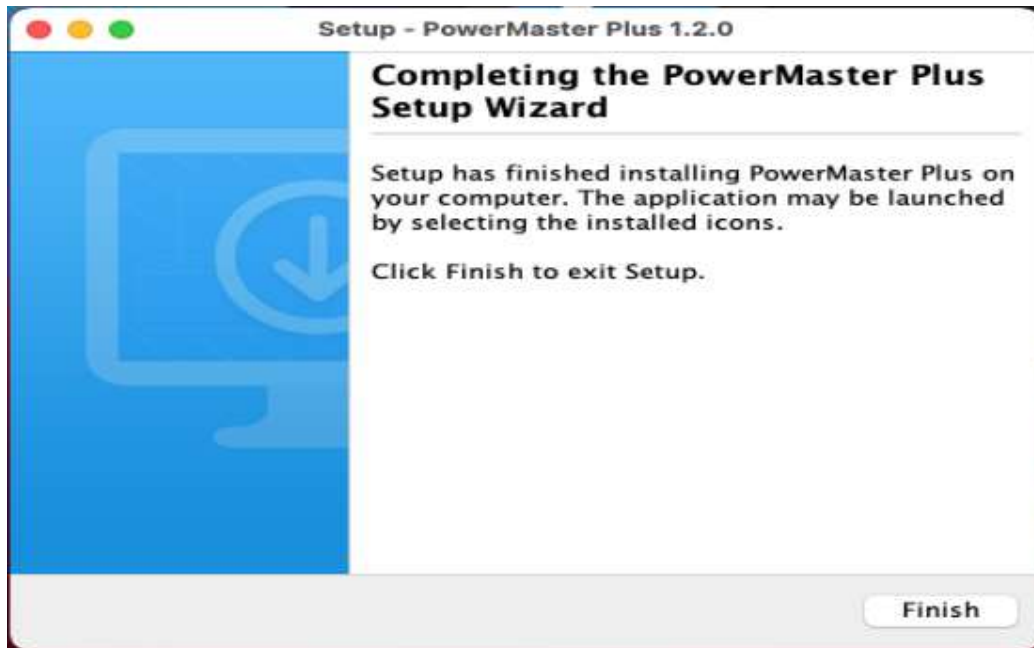 Setup - PowerMaster Plus 1.2.0
Completing the PowerMaster Plus
Setup Wizard
Setup has finished installing PowerMaster Plus on
your computer. The application may be launched
by selecting the installed icons.
Click Finish to exit Setup.
Finish